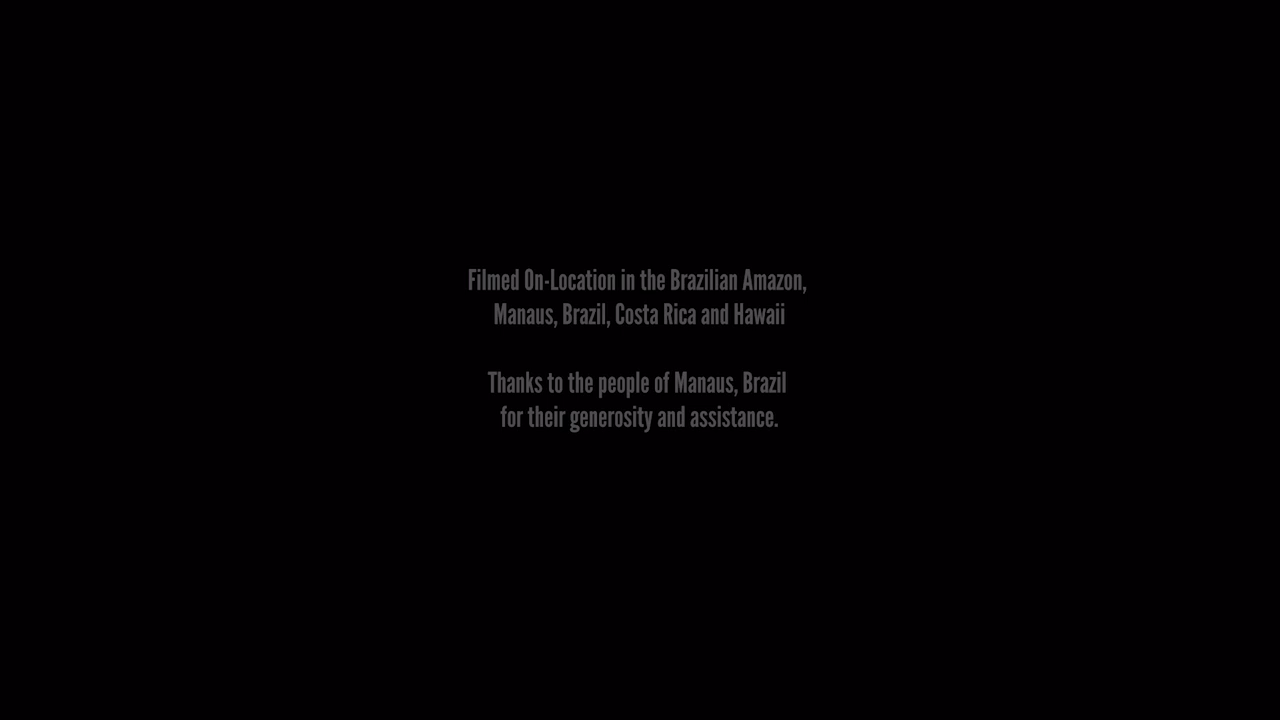 Filmed On-Location in the Brazilian Amazon,
Manaus, Brazil, Costa Rica and Hawaii
Thanks to the people of Manaus, Brazil
for their generosity and assistance.